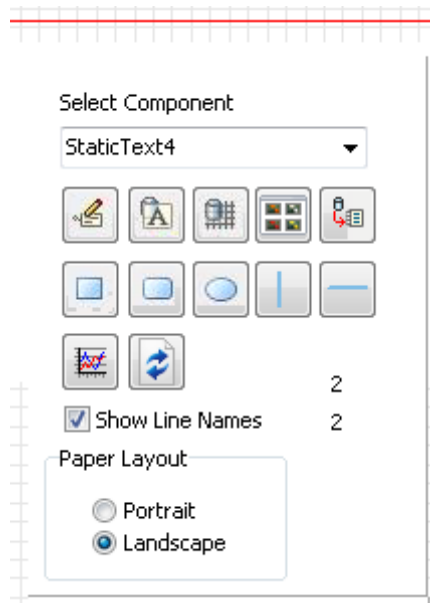 Select Component
StaticText4
A
2
Show Line Names 2
Paper Layout
Portrait
Landscape